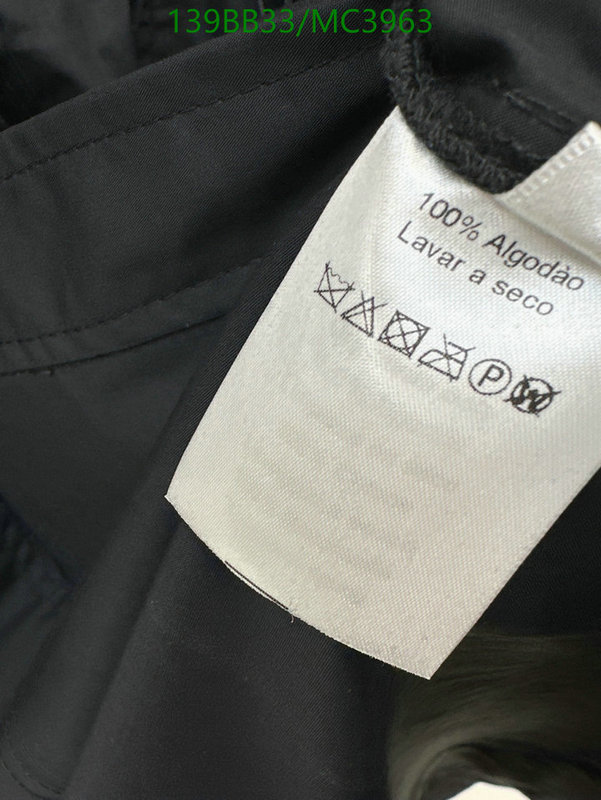 139BB33/MC3963
100% Algodão
Lavar a seco
P W